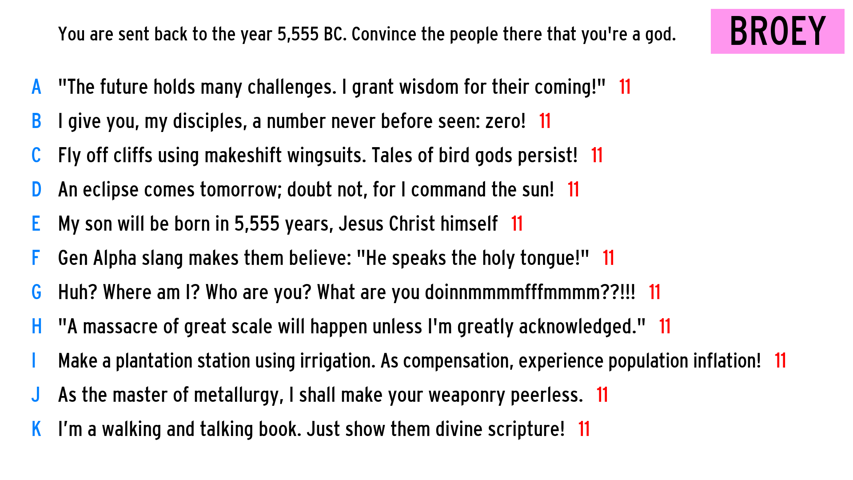 You are sent back to the year 5,555 BC. Convince the people there that you're a god.
BROEY
A "The future holds many challenges. I grant wisdom for their coming!" 11
B I give you, my disciples, a number never before seen: zero! 11
C Fly off cliffs using makeshift wingsuits. Tales of bird gods persist! 11
D An eclipse comes tomorrow; doubt not, for I command the sun! 11
E My son will be born in 5,555 years, Jesus Christ himself 11
F Gen Alpha slang makes them believe: "He speaks the holy tongue!" 11
G Huh? Where am I? Who are you? What are you doinnmmmmfffmmmm??!!! 11
H "A massacre of great scale will happen unless I'm greatly acknowledged." 11
I Make a plantation station using irrigation. As compensation, experience population inflation! 11
J As the master of metallurgy, I shall make your weaponry peerless. 11
K I'm a walking and talking book. Just show them divine scripture! 11